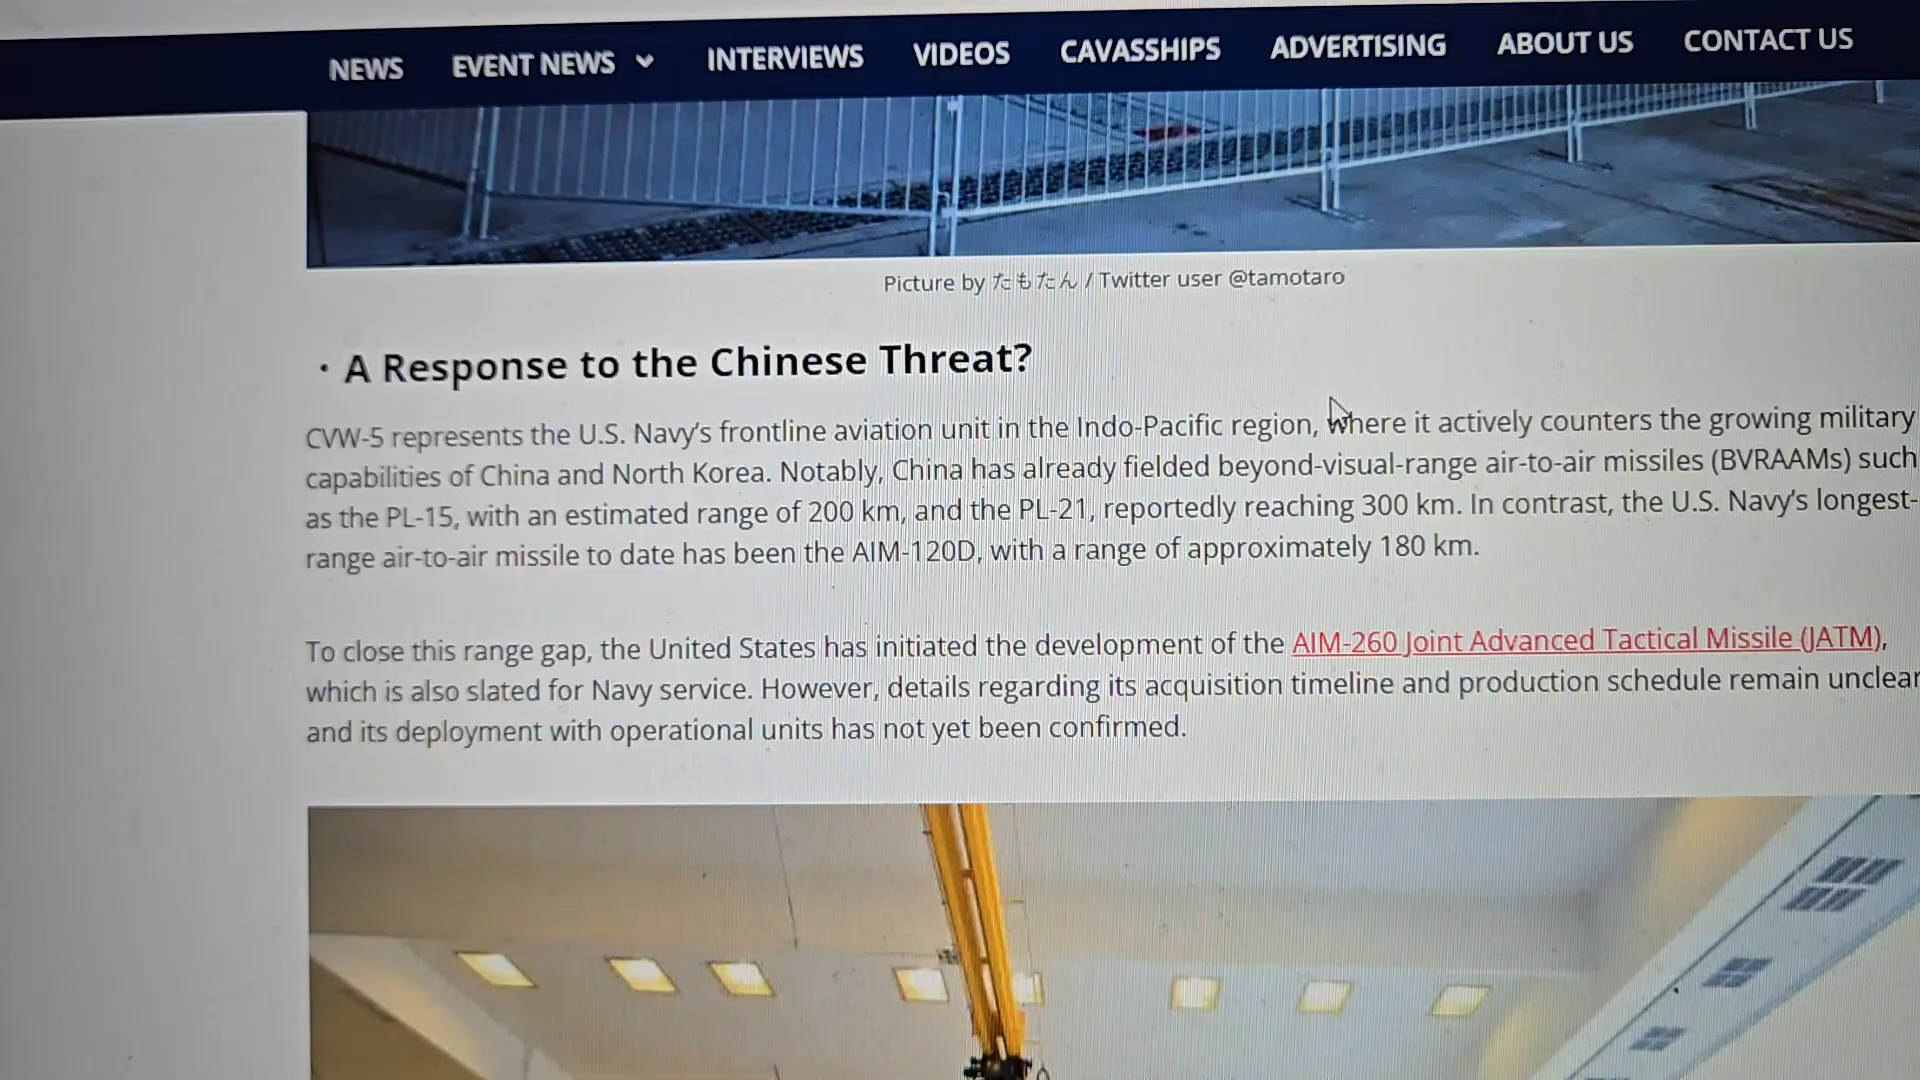 NEWS EVENT NEWS INTERVIEWS VIDEOS CAVASSHIPS ADVERTISING ABOUT US CONTACT US
Picture by たもたん / Twitter user @tamotaro
· A Response to the Chinese Threat?
CVW-5 represents the U.S. Navy's frontline aviation unit in the Indo-Pacific region, where it actively counters the growing military
capabilities of China and North Korea. Notably, China has already fielded beyond-visual-range air-to-air missiles (BVRAAMs) such
as the PL-15, with an estimated range of 200 km, and the PL-21, reportedly reaching 300 km. In contrast, the U.S. Navy's longest-
range air-to-air missile to date has been the AIM-120D, with a range of approximately 180 km.
To close this range gap, the United States has initiated the development of the AIM-260 Joint Advanced Tactical Missile (JATM),
which is also slated for Navy service. However, details regarding its acquisition timeline and production schedule remain unclear
and its deployment with operational units has not yet been confirmed.